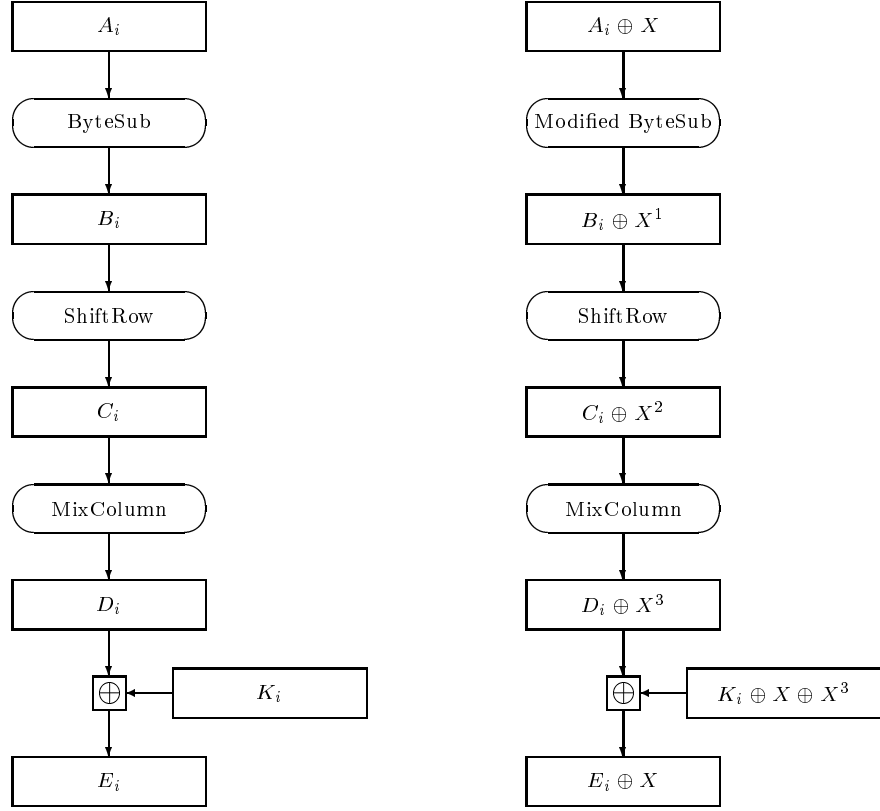 A_i
ByteSub
B_i
ShiftRow
C_i
MixColumn
D_i
⊕
K_i
E_i
A_i ⊕ X
Modified ByteSub
B_i ⊕ X^1
ShiftRow
C_i ⊕ X^2
MixColumn
D_i ⊕ X^3
⊕
K_i ⊕ X ⊕ X^3
E_i ⊕ X